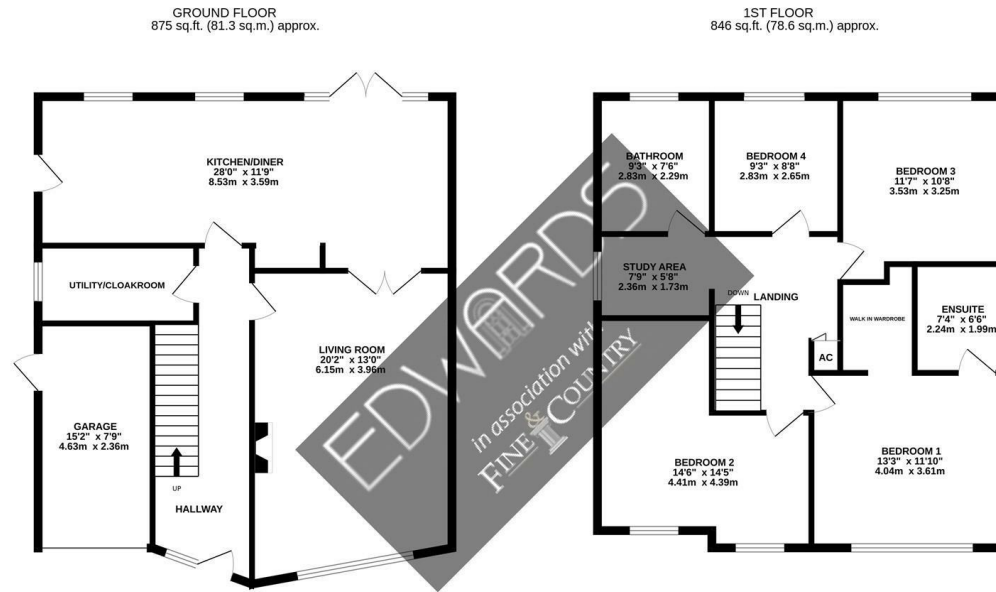 GROUND FLOOR
875 sq.ft. (81.3 sq.m.) approx.
KITCHEN/DINER
28'0" x 11'9"
8.53m x 3.59m
UTILITY/CLOAKROOM
LIVING ROOM
20'2" x 13'0"
6.15m x 3.96m
GARAGE
15'2" x 7'9"
4.63m x 2.36m
UP
HALLWAY
1ST FLOOR
846 sq.ft. (78.6 sq.m.) approx.
BATHROOM
9'3" x 7'6"
2.83m x 2.29m
BEDROOM 4
9'3" x 8'8"
2.83m x 2.65m
BEDROOM 3
11'7" x 10'8"
3.53m x 3.25m
STUDY AREA
7'9" x 5'8"
2.36m x 1.73m
DOWN
LANDING
WALK IN WARDROBE
ENSUITE
7'4" x 6'6"
2.24m x 1.99m
AC
BEDROOM 2
14'6" x 14'5"
4.41m x 4.39m
BEDROOM 1
13'3" x 11'10"
4.04m x 3.61m
EDWARDS
in association with
FINE & COUNTRY